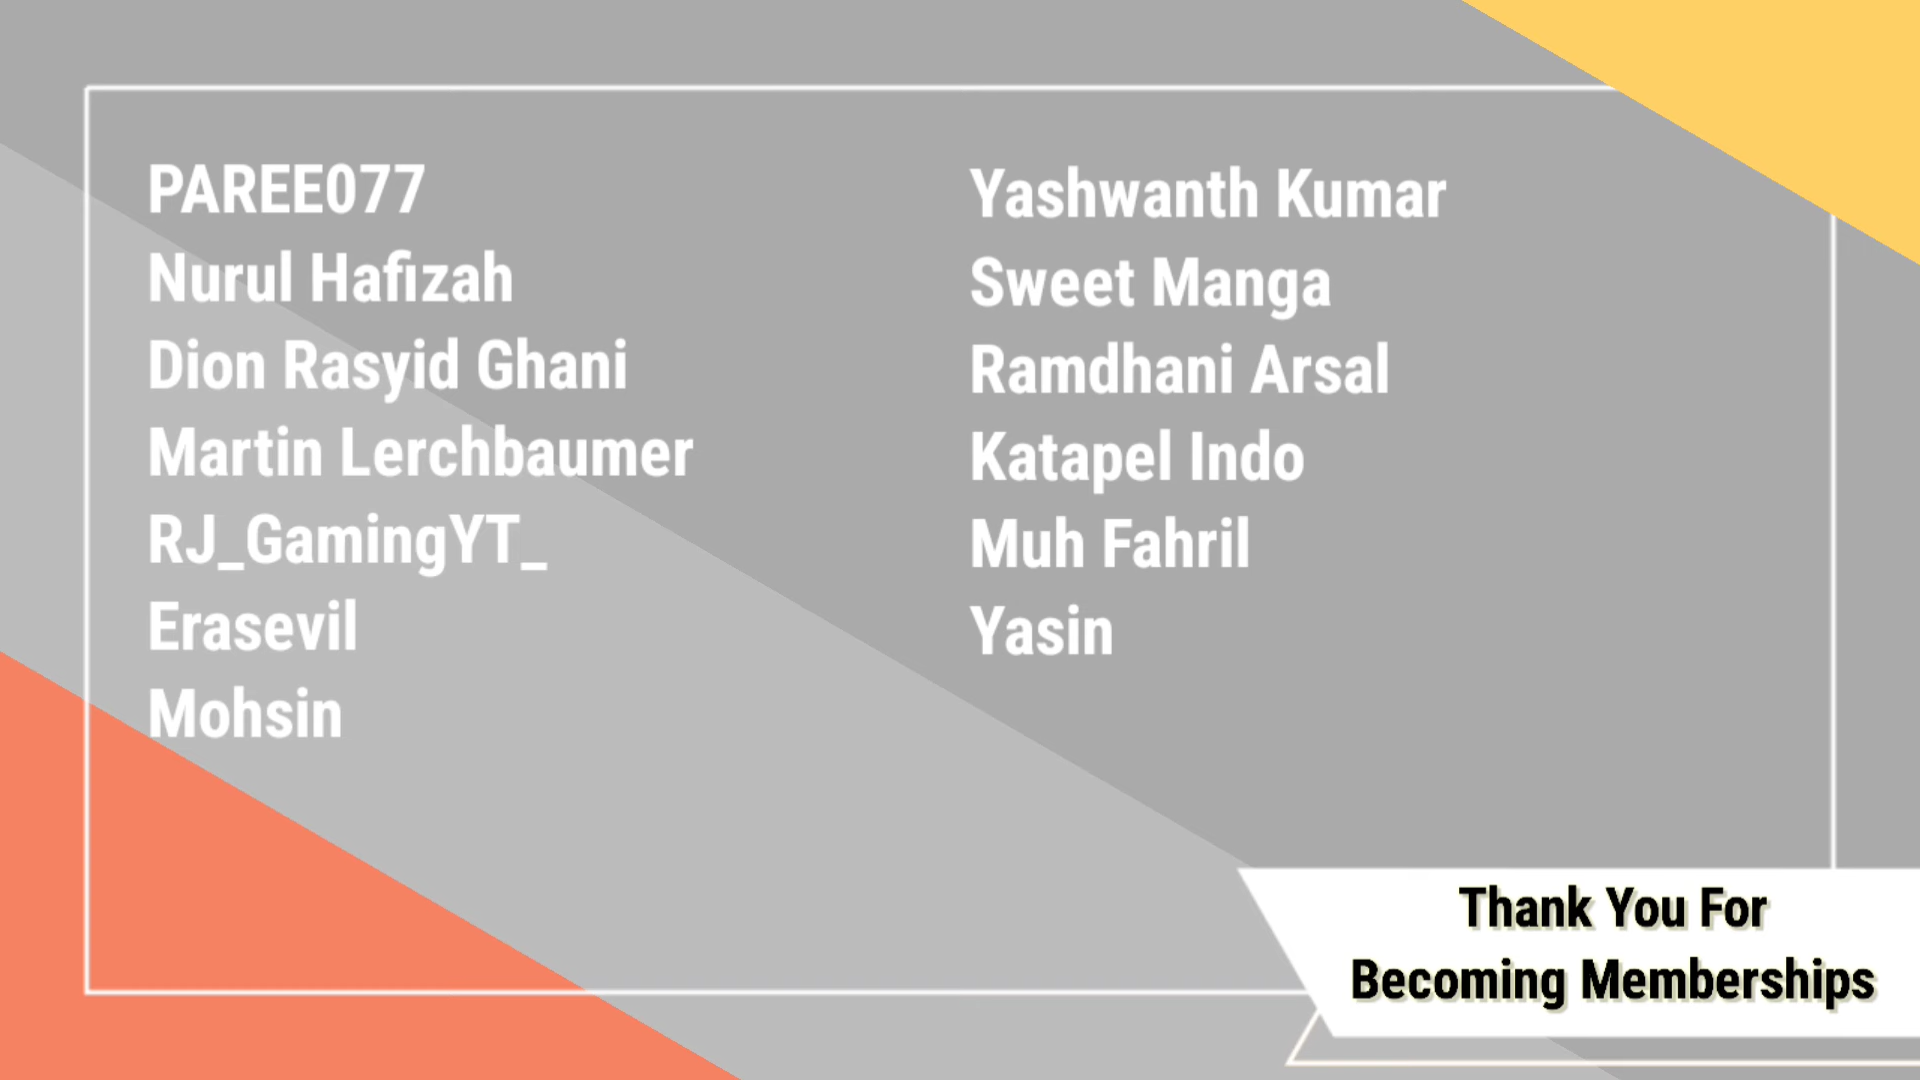 PAREE077
Nurul Hafizah
Dion Rasyid Ghani
Martin Lerchbaumer
RJ_GamingYT_
Erasevil
Mohsin
Yashwanth Kumar
Sweet Manga
Ramdhani Arsal
Katapel Indo
Muh Fahril
Yasin
Thank You For
Becoming Memberships